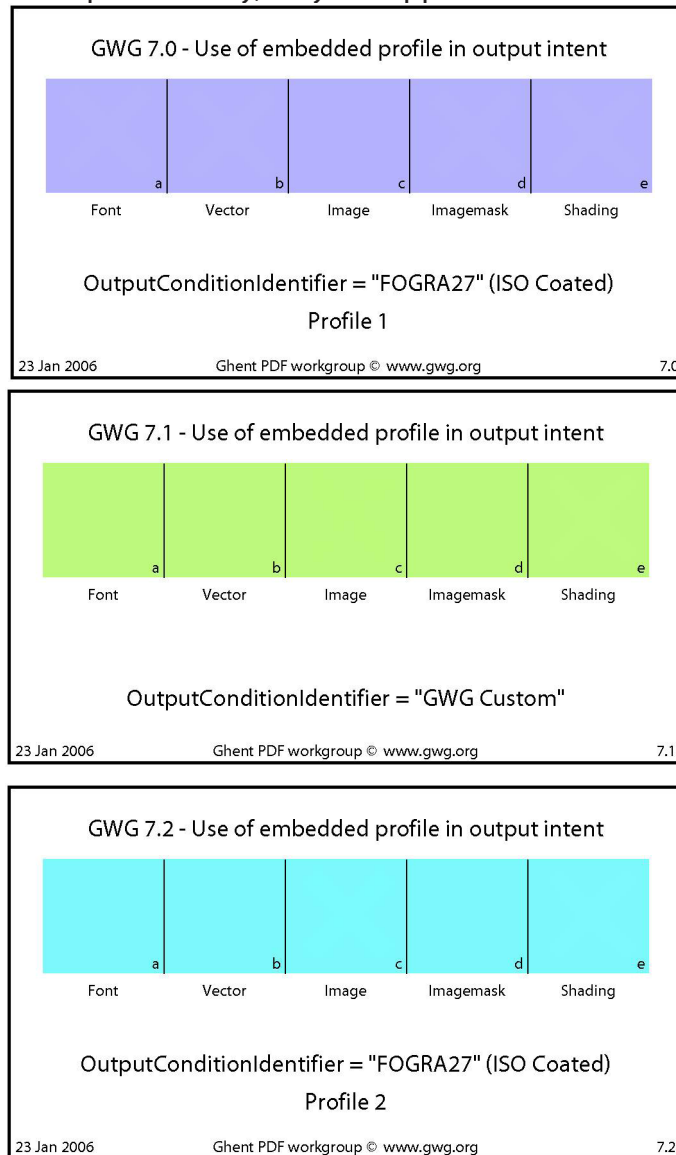 GWG 7.0 - Use of embedded profile in output intent
a b c d e
Font Vector Image Imagemask Shading
OutputConditionIdentifier = "FOGRA27" (ISO Coated)
Profile 1
23 Jan 2006 Ghent PDF workgroup © www.gwg.org 7.0
GWG 7.1 - Use of embedded profile in output intent
a b c d e
Font Vector Image Imagemask Shading
OutputConditionIdentifier = "GWG Custom"
23 Jan 2006 Ghent PDF workgroup © www.gwg.org 7.1
GWG 7.2 - Use of embedded profile in output intent
a b c d e
Font Vector Image Imagemask Shading
OutputConditionIdentifier = "FOGRA27" (ISO Coated)
Profile 2
23 Jan 2006 Ghent PDF workgroup © www.gwg.org 7.2